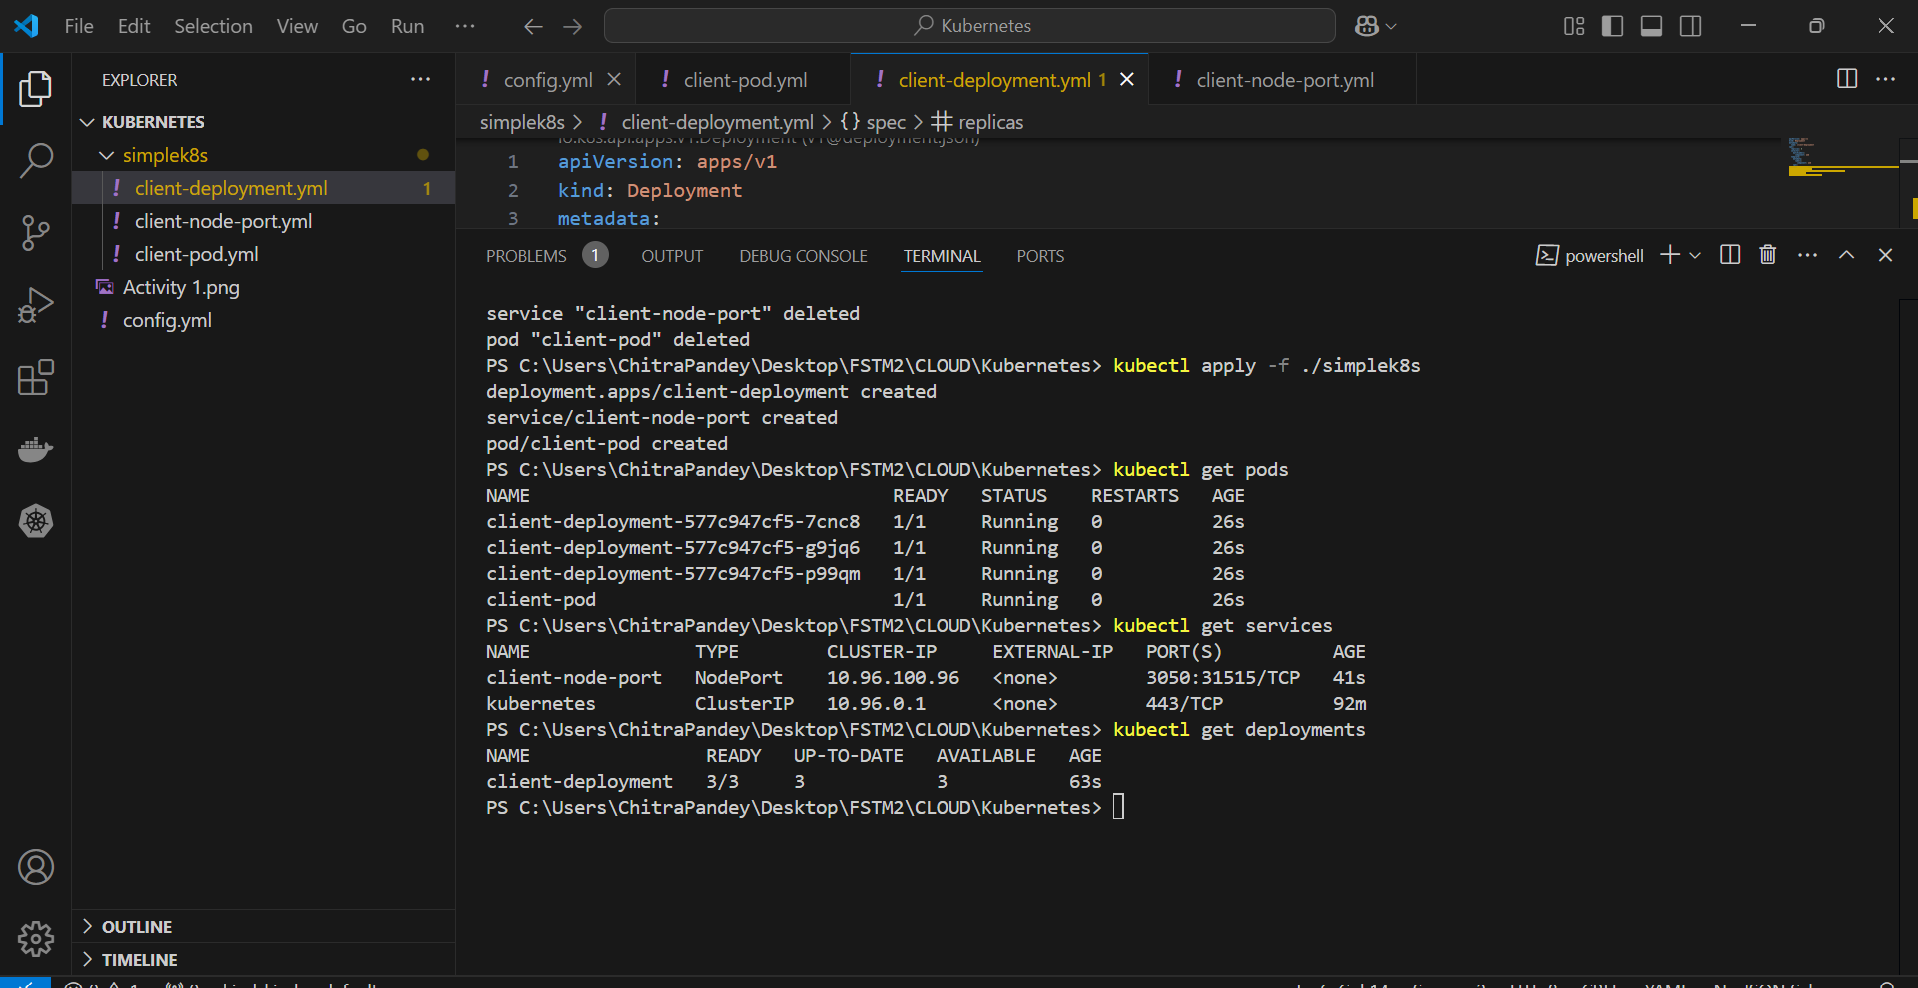 File Edit Selection View Go Run ···
Kubernetes
EXPLORER
KUBERNETES
simplek8s
! client-deployment.yml 1
! client-node-port.yml
! client-pod.yml
Activity 1.png
! config.yml
OUTLINE
TIMELINE
! config.yml
! client-pod.yml
! client-deployment.yml 1
! client-node-port.yml
simplek8s > ! client-deployment.yml > {} spec > # replicas
io.k8s.api.apps.v1.Deployment (v1@deployment.json)
1 apiVersion: apps/v1
2 kind: Deployment
3 metadata:
PROBLEMS 1 OUTPUT DEBUG CONSOLE TERMINAL PORTS
powershell
service "client-node-port" deleted
pod "client-pod" deleted
PS C:\Users\ChitraPandey\Desktop\FSTM2\CLOUD\Kubernetes> kubectl apply -f ./simplek8s
deployment.apps/client-deployment created
service/client-node-port created
pod/client-pod created
PS C:\Users\ChitraPandey\Desktop\FSTM2\CLOUD\Kubernetes> kubectl get pods
NAME READY STATUS RESTARTS AGE
client-deployment-577c947cf5-7cnc8 1/1 Running 0 26s
client-deployment-577c947cf5-g9jq6 1/1 Running 0 26s
client-deployment-577c947cf5-p99qm 1/1 Running 0 26s
client-pod 1/1 Running 0 26s
PS C:\Users\ChitraPandey\Desktop\FSTM2\CLOUD\Kubernetes> kubectl get services
NAME TYPE CLUSTER-IP EXTERNAL-IP PORT(S) AGE
client-node-port NodePort 10.96.100.96 <none> 3050:31515/TCP 41s
kubernetes ClusterIP 10.96.0.1 <none> 443/TCP 92m
PS C:\Users\ChitraPandey\Desktop\FSTM2\CLOUD\Kubernetes> kubectl get deployments
NAME READY UP-TO-DATE AVAILABLE AGE
client-deployment 3/3 3 3 63s
PS C:\Users\ChitraPandey\Desktop\FSTM2\CLOUD\Kubernetes>